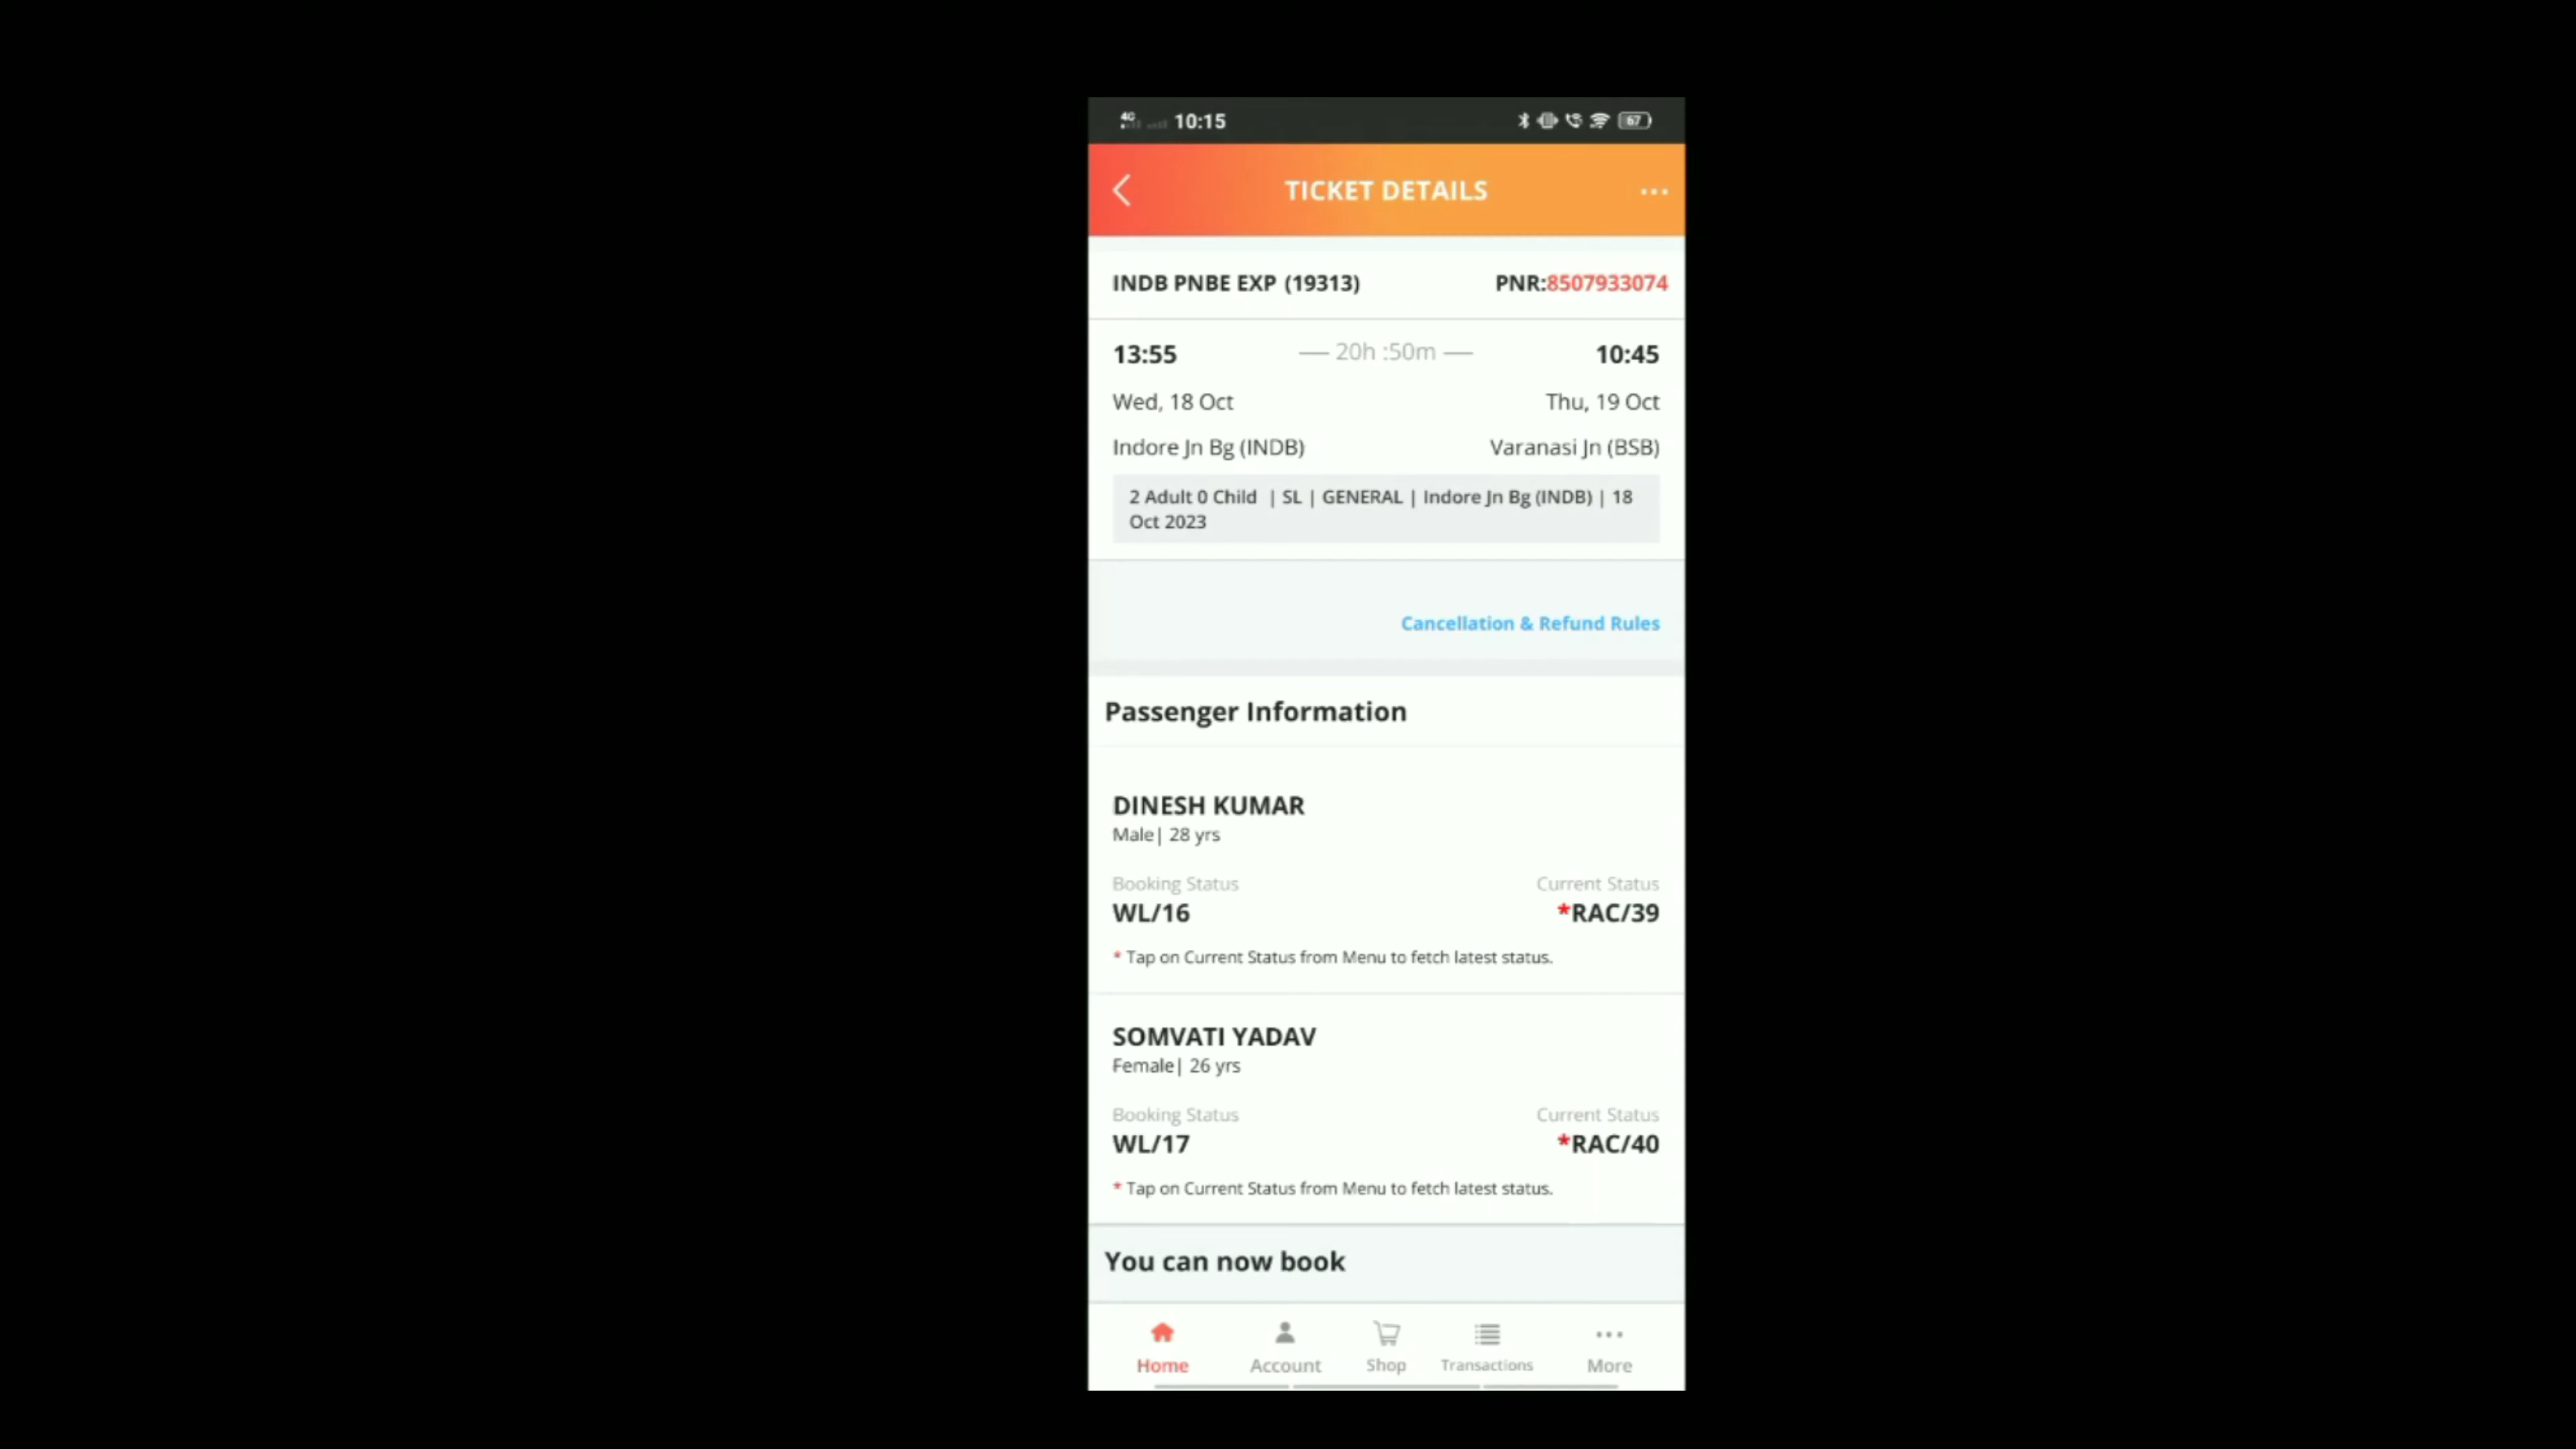 4G 10:15 67
TICKET DETAILS
INDB PNBE EXP (19313) PNR:8507933074
13:55 — 20h :50m — 10:45
Wed, 18 Oct Thu, 19 Oct
Indore Jn Bg (INDB) Varanasi Jn (BSB)
2 Adult 0 Child | SL | GENERAL | Indore Jn Bg (INDB) | 18
Oct 2023
Cancellation & Refund Rules
Passenger Information
DINESH KUMAR
Male| 28 yrs
Booking Status Current Status
WL/16 *RAC/39
* Tap on Current Status from Menu to fetch latest status.
SOMVATI YADAV
Female| 26 yrs
Booking Status Current Status
WL/17 *RAC/40
* Tap on Current Status from Menu to fetch latest status.
You can now book
Home Account Shop Transactions More